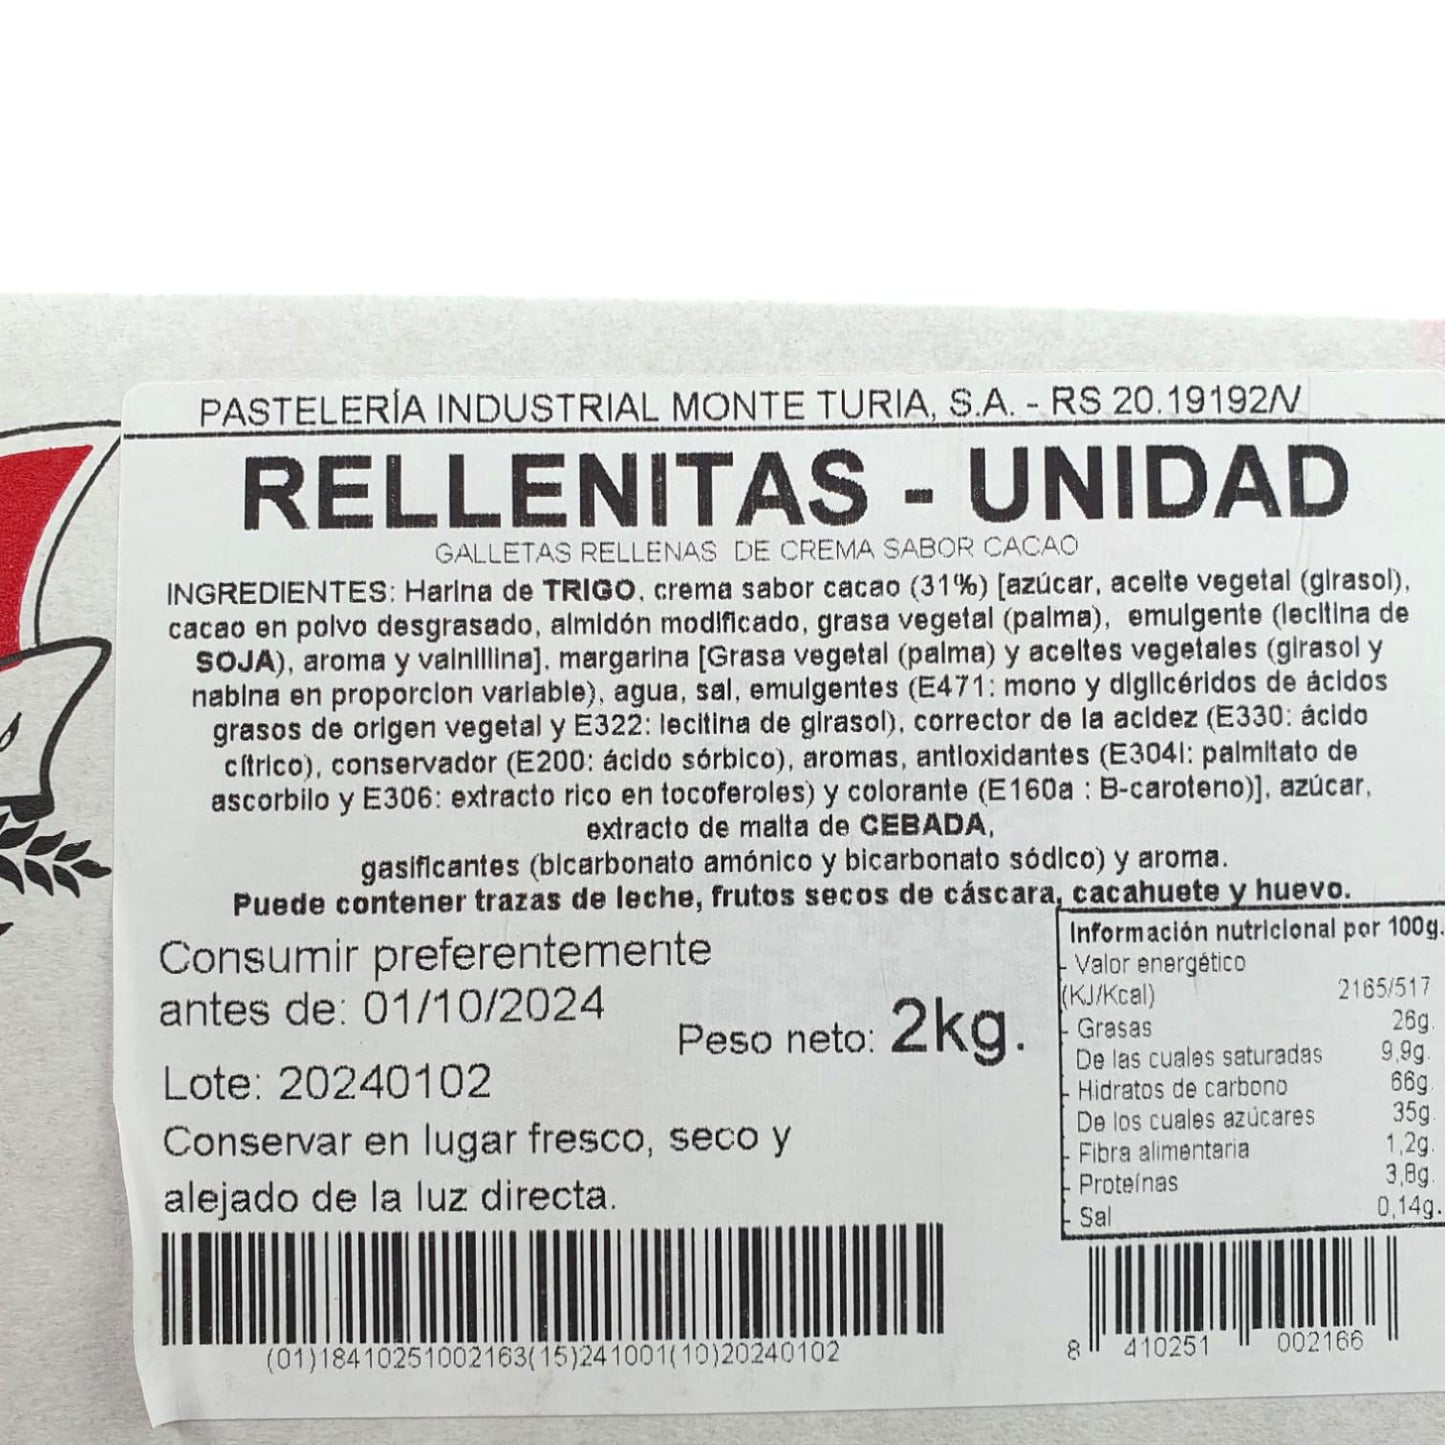 PASTELERÍA INDUSTRIAL MONTE TURIA, S.A. - RS 20.19192/V
RELLENITAS - UNIDAD
GALLETAS RELLENAS DE CREMA SABOR CACAO
INGREDIENTES: Harina de TRIGO, crema sabor cacao (31%) [azúcar, aceite vegetal (girasol),
cacao en polvo desgrasado, almidón modificado, grasa vegetal (palma), emulgente (lecitina de
SOJA), aroma y vainillina], margarina [Grasa vegetal (palma) y aceites vegetales (girasol y
nabina en proporcion variable), agua, sal, emulgentes (E471: mono y diglicéridos de ácidos
grasos de origen vegetal y E322: lecitina de girasol), corrector de la acidez (E330: ácido
cítrico), conservador (E200: ácido sórbico), aromas, antioxidantes (E304i: palmitato de
ascorbilo y E306: extracto rico en tocoferoles) y colorante (E160a : B-caroteno)], azúcar,
extracto de malta de CEBADA,
gasificantes (bicarbonato amónico y bicarbonato sódico) y aroma.
Puede contener trazas de leche, frutos secos de cáscara, cacahuete y huevo.
Consumir preferentemente
antes de: 01/10/2024
Peso neto: 2kg.
Lote: 20240102
Conservar en lugar fresco, seco y
alejado de la luz directa.
(01)18410251002163(15)241001(10)20240102
Información nutricional por 100g.
- Valor energético
(KJ/Kcal) 2165/517
- Grasas 26g.
De las cuales saturadas 9,9g.
- Hidratos de carbono 66g.
De los cuales azúcares 35g.
- Fibra alimentaria 1,2g.
- Proteínas 3,8g.
- Sal 0,14g.
8 410251 002166